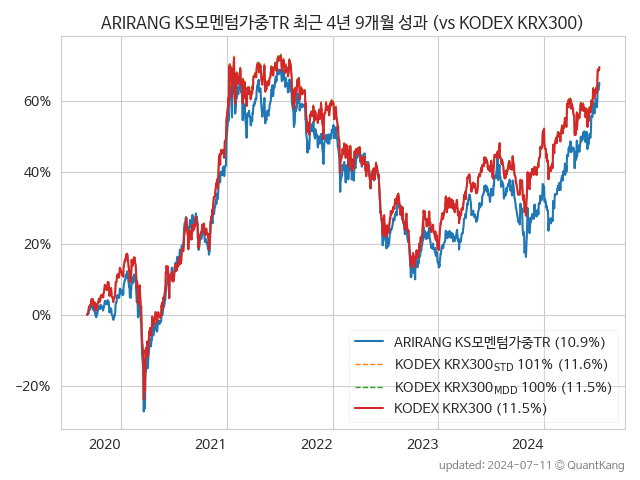 ARIRANG KS모멘텀가중TR 최근 4년 9개월 성과 (vs KODEX KRX300)
60%
40%
20%
0%
−20%
ARIRANG KS모멘텀가중TR (10.9%)
KODEX KRX300STD 101% (11.6%)
KODEX KRX300MDD 100% (11.5%)
KODEX KRX300 (11.5%)
2020 2021 2022 2023 2024
updated: 2024-07-11 © QuantKang